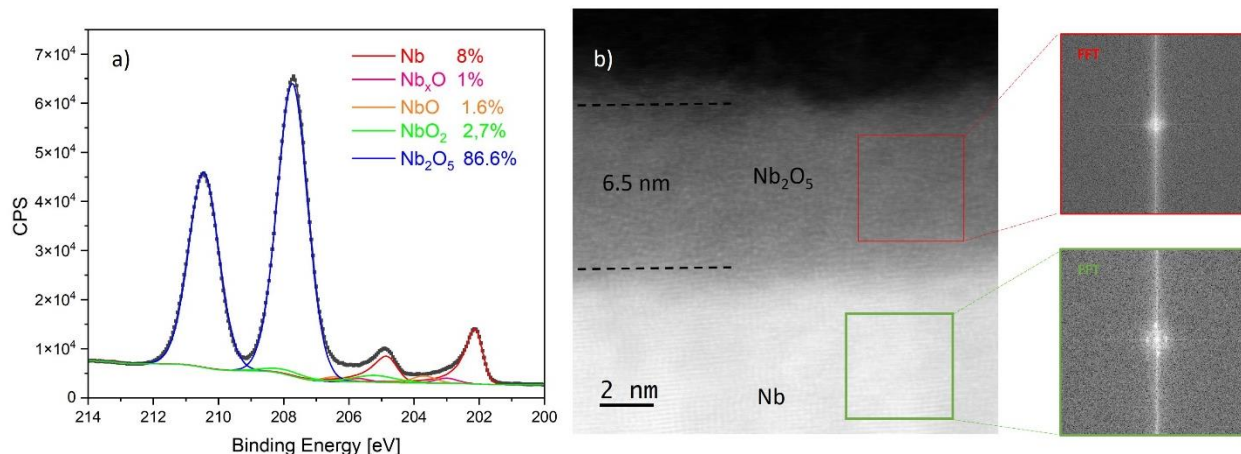 a)
Nb 8%
NbₓO 1%
NbO 1.6%
NbO₂ 2,7%
Nb₂O₅ 86.6%
7×10⁴
6×10⁴
5×10⁴
4×10⁴
3×10⁴
2×10⁴
1×10⁴
0
CPS
214 212 210 208 206 204 202 200
Binding Energy [eV]
b)
6.5 nm
Nb₂O₅
2 nm
Nb
FFT
FFT